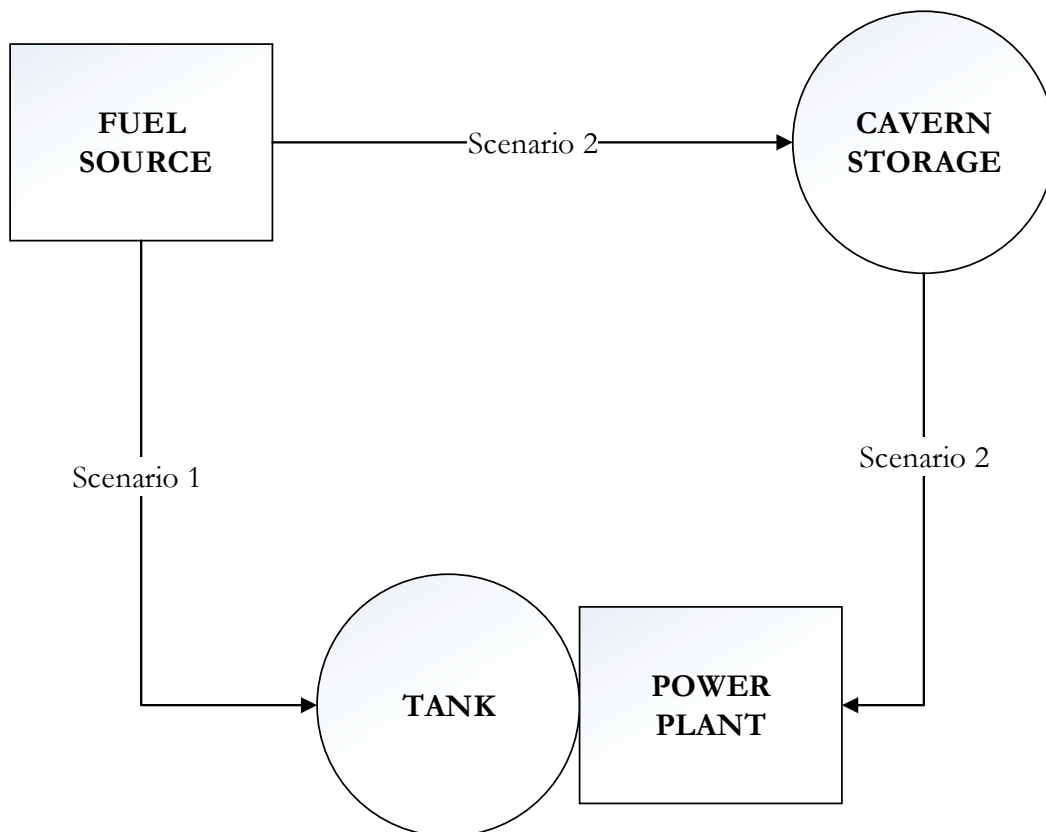 FUEL
SOURCE
Scenario 2
CAVERN
STORAGE
Scenario 1
Scenario 2
TANK
POWER
PLANT